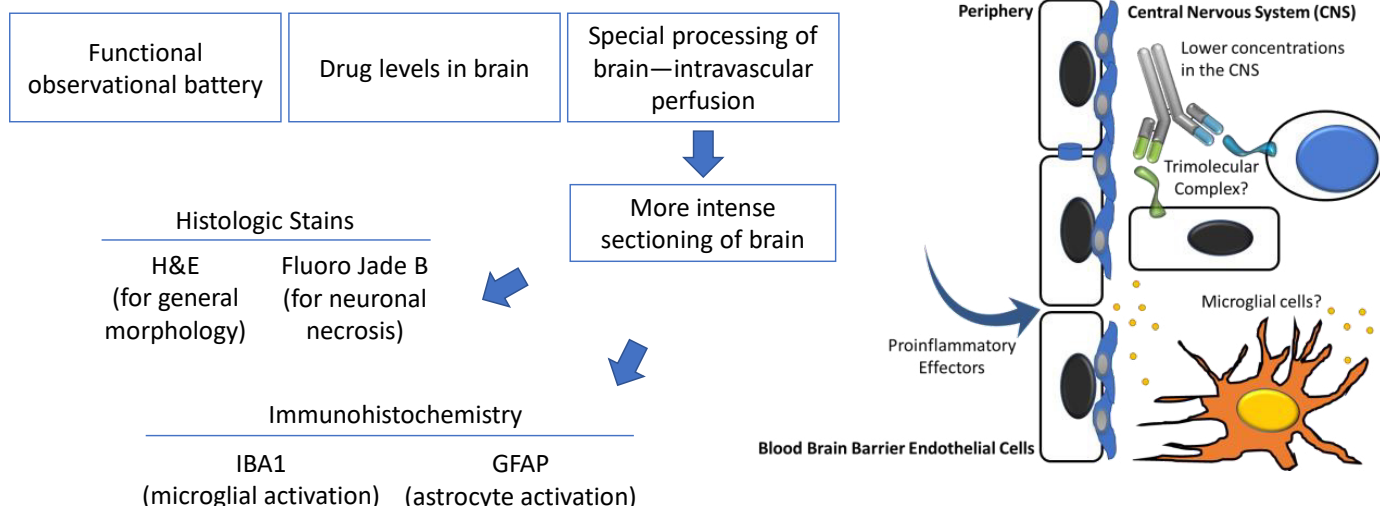 Functional
observational battery
Drug levels in brain
Special processing of
brain—intravascular
perfusion
More intense
sectioning of brain
Histologic Stains
H&E
(for general
morphology)
Fluoro Jade B
(for neuronal
necrosis)
Immunohistochemistry
IBA1
(microglial activation)
GFAP
(astrocyte activation)
Periphery
Central Nervous System (CNS)
Lower concentrations
in the CNS
Trimolecular
Complex?
Microglial cells?
Proinflammatory
Effectors
Blood Brain Barrier Endothelial Cells